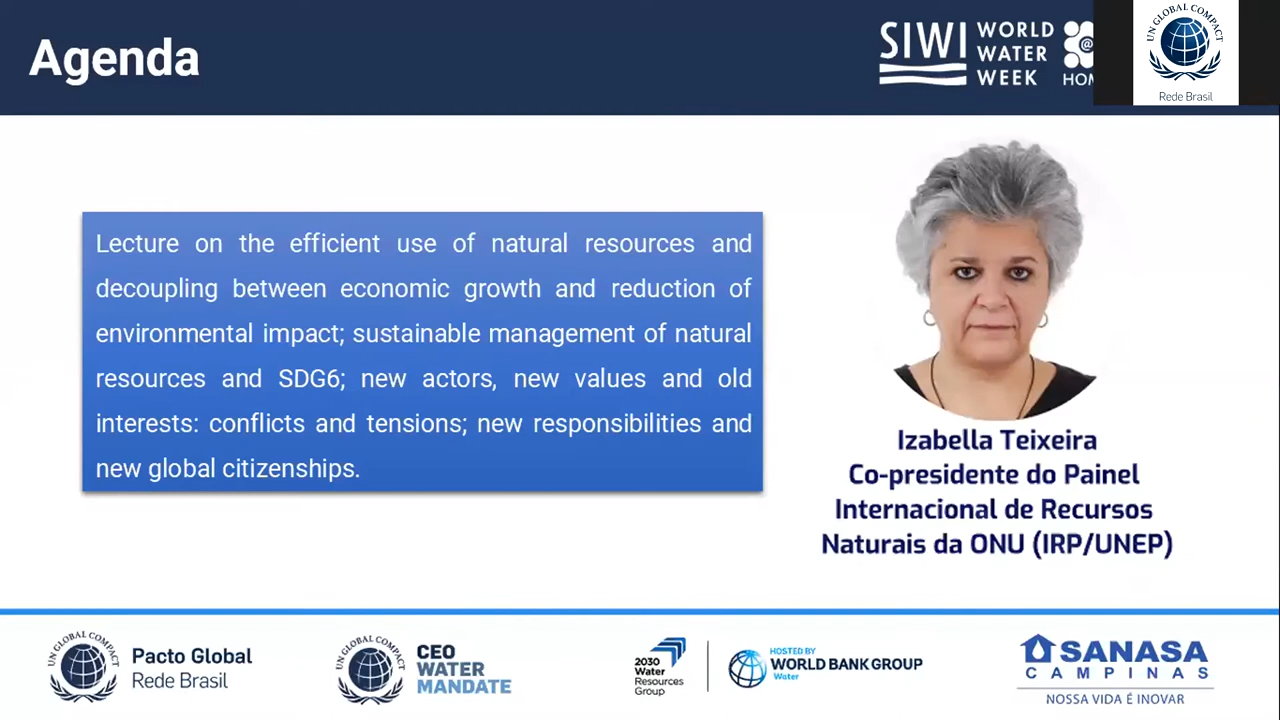 Agenda
SIWI
WORLD
WATER
WEEK
@
UN GLOBAL COMPACT
Rede Brasil
Lecture on the efficient use of natural resources and
decoupling between economic growth and reduction of
environmental impact; sustainable management of natural
resources and SDG6; new actors, new values and old
interests: conflicts and tensions; new responsibilities and
new global citizenships.
Izabella Teixeira
Co-presidente do Painel
Internacional de Recursos
Naturais da ONU (IRP/UNEP)
UN GLOBAL COMPACT
Pacto Global
Rede Brasil
UN GLOBAL COMPACT
CEO
WATER
MANDATE
2030
Water
Resources
Group
HOSTED BY
WORLD BANK GROUP
Water
SANASA
CAMPINAS
NOSSA VIDA É INOVAR